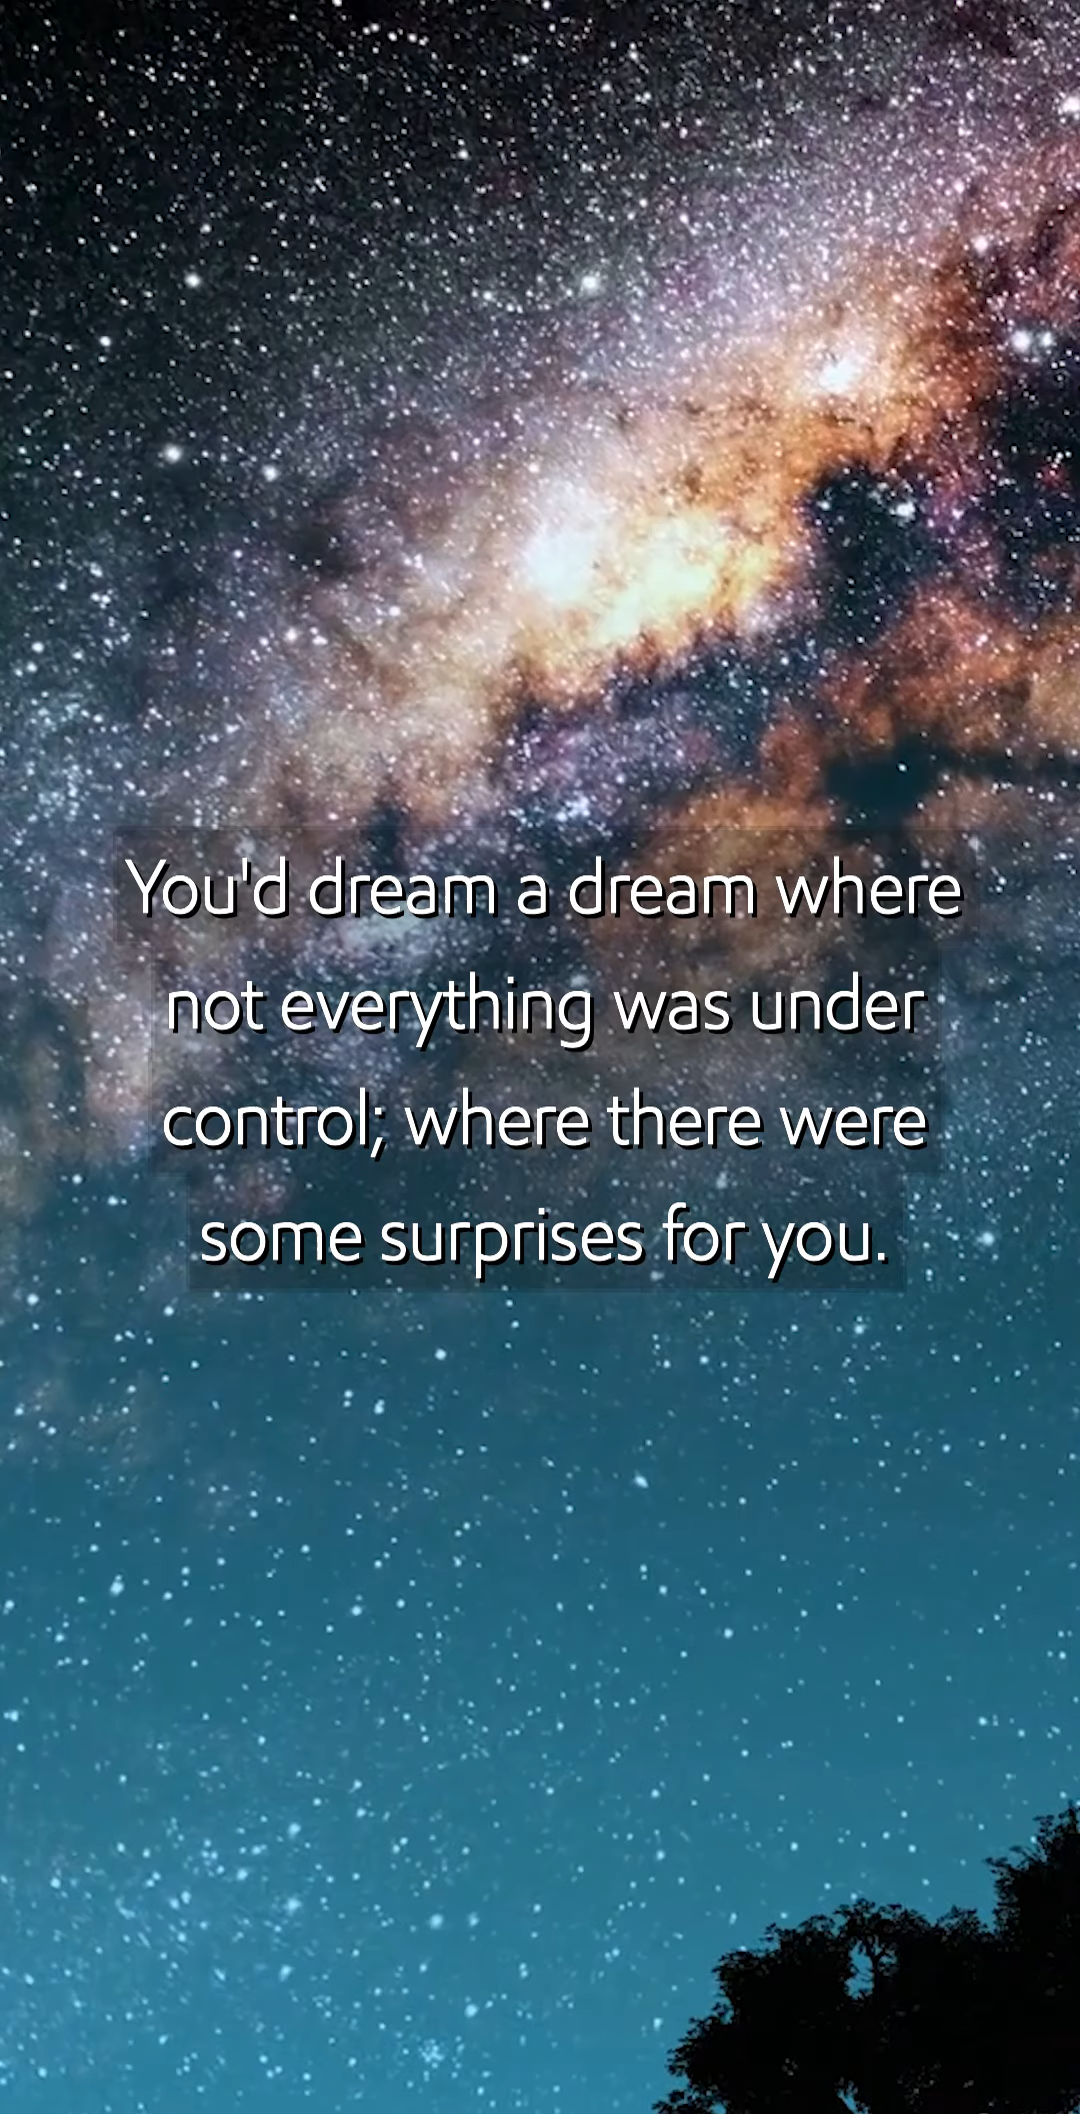 You'd dream a dream where
not everything was under
control; where there were
some surprises for you.